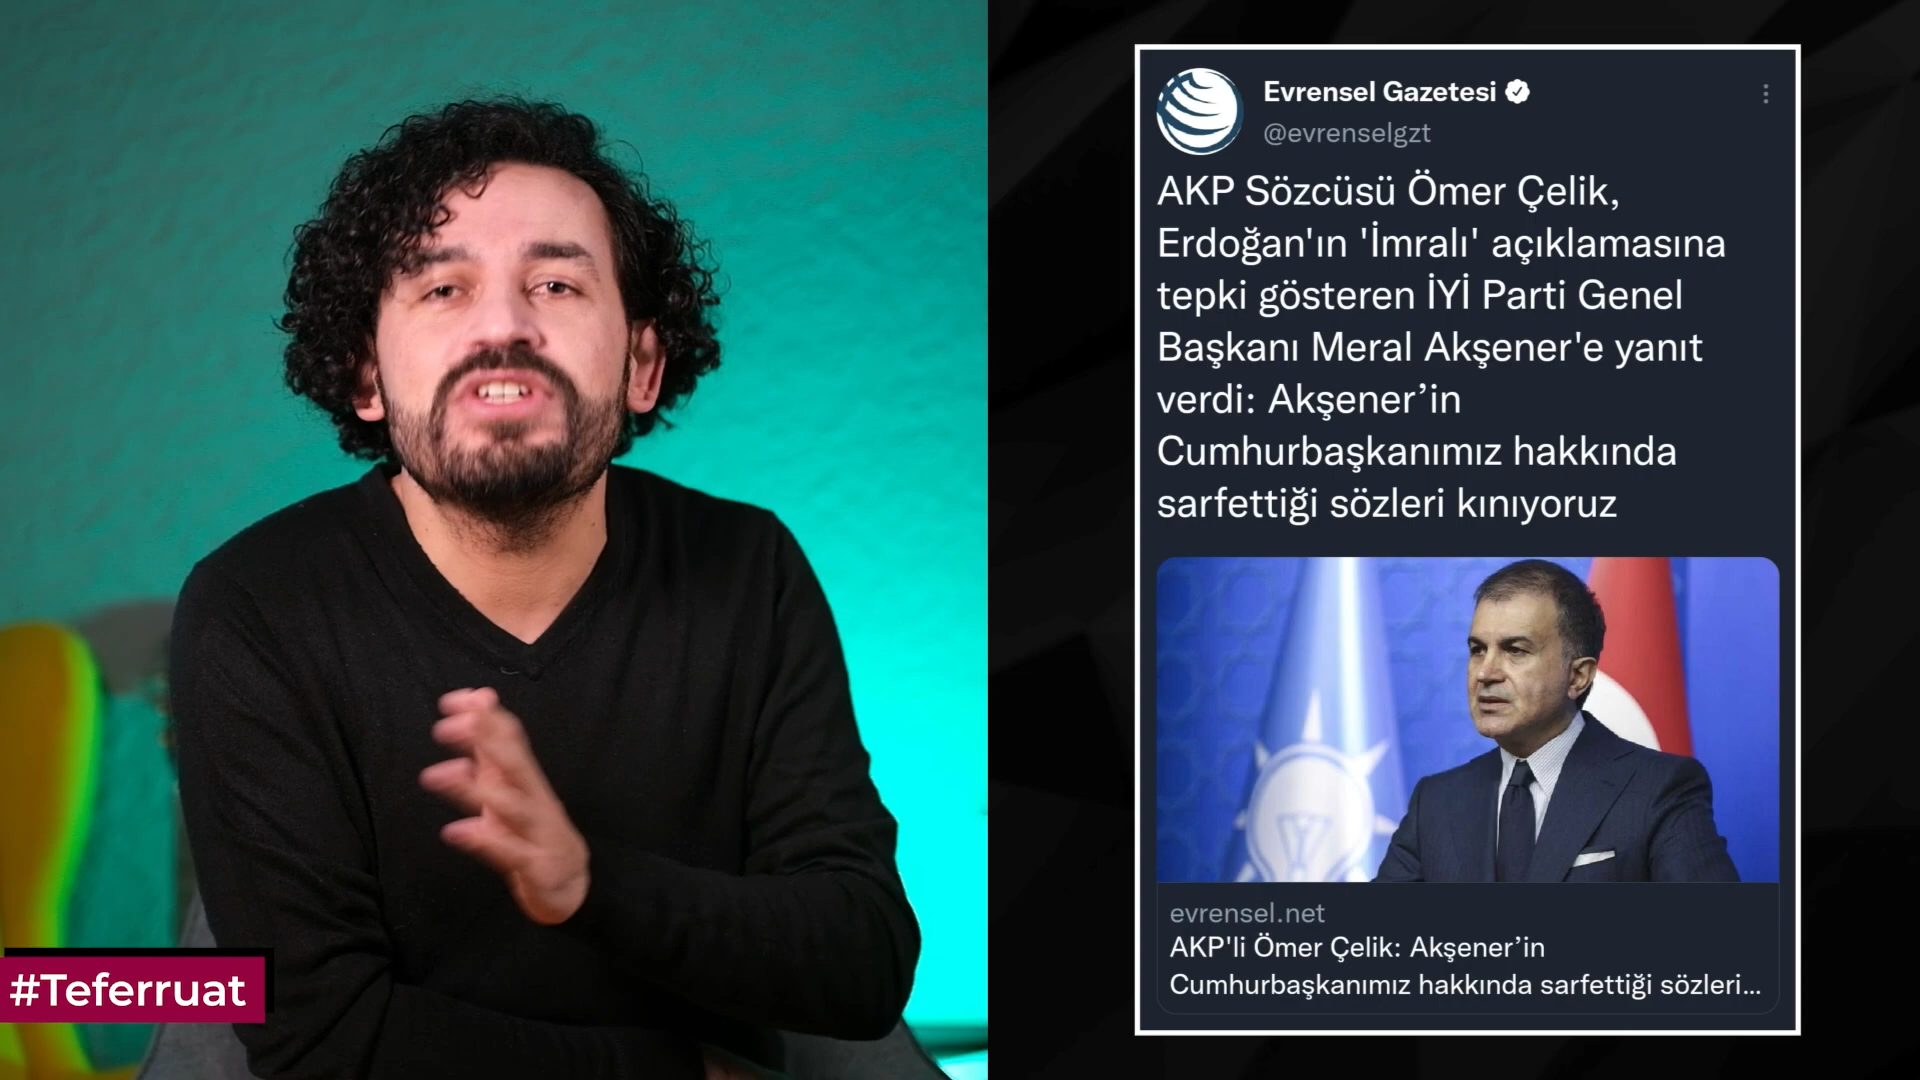 Evrensel Gazetesi
@evrenselgzt
AKP Sözcüsü Ömer Çelik,
Erdoğan'ın 'İmralı' açıklamasına
tepki gösteren İYİ Parti Genel
Başkanı Meral Akşener'e yanıt
verdi: Akşener’in
Cumhurbaşkanımız hakkında
sarfettiği sözleri kınıyoruz
evrensel.net
AKP'li Ömer Çelik: Akşener’in
Cumhurbaşkanımız hakkında sarfettiği sözleri...
#Teferruat